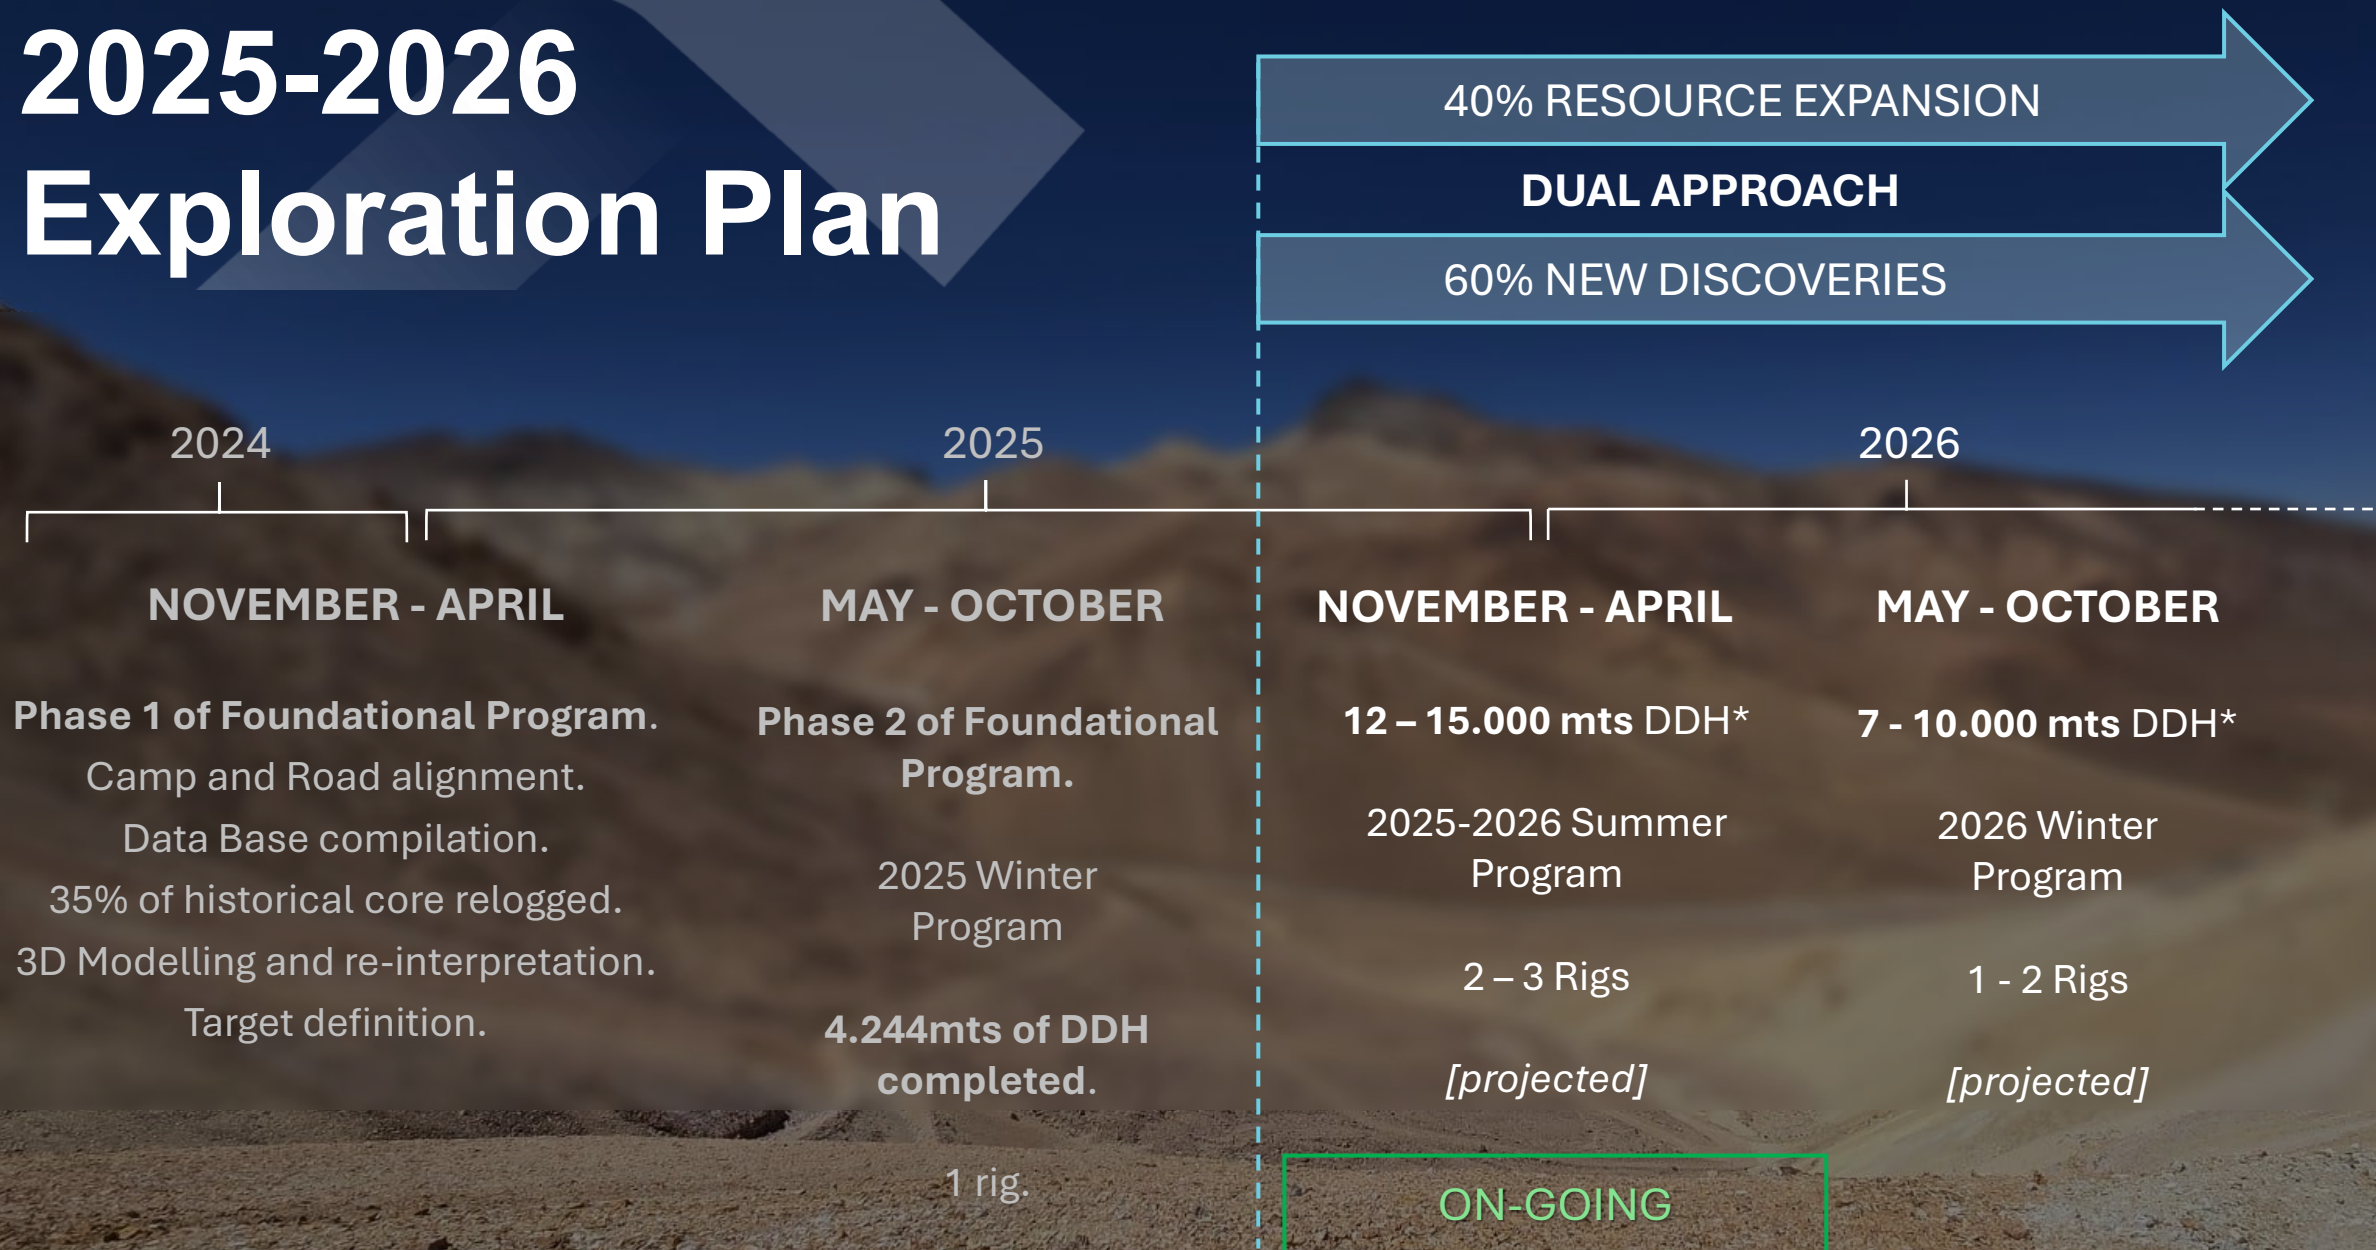 2025-2026
Exploration Plan
40% RESOURCE EXPANSION
DUAL APPROACH
60% NEW DISCOVERIES
2024
2025
2026
NOVEMBER - APRIL
Phase 1 of Foundational Program.
Camp and Road alignment.
Data Base compilation.
35% of historical core relogged.
3D Modelling and re-interpretation.
Target definition.
MAY - OCTOBER
Phase 2 of Foundational
Program.
2025 Winter
Program
4.244mts of DDH
completed.
1 rig.
NOVEMBER - APRIL
12 – 15.000 mts DDH*
2025-2026 Summer
Program
2 – 3 Rigs
[projected]
ON-GOING
MAY - OCTOBER
7 - 10.000 mts DDH*
2026 Winter
Program
1 - 2 Rigs
[projected]